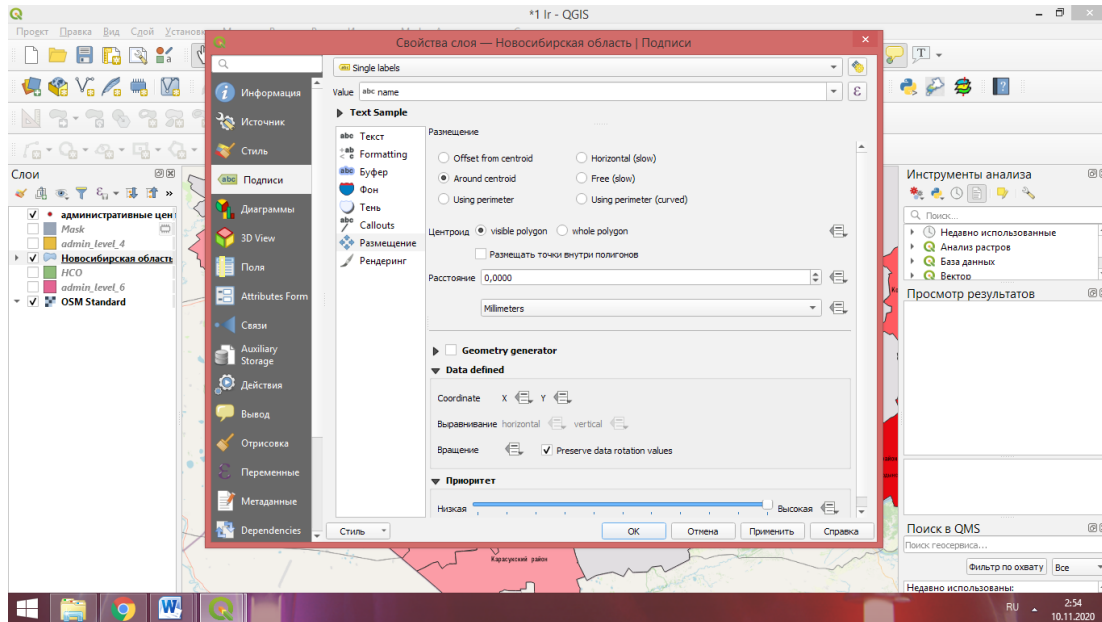 *1 lr - QGIS
Проект Правка Вид Слой
Свойства слоя — Новосибирская область | Подписи
Single labels
Value abc name
Text Sample
Информация
Источник
Стиль
Подписи
Диаграммы
3D View
Поля
Attributes Form
Связи
Auxiliary
Storage
Действия
Вывод
Отрисовка
Переменные
Метаданные
Dependencies
Текст
Formatting
Буфер
Фон
Тень
Callouts
Размещение
Рендеринг
Размещение
Offset from centroid Horizontal (slow)
Around centroid Free (slow)
Using perimeter Using perimeter (curved)
Центроид visible polygon whole polygon
Размещать точки внутри полигонов
Расстояние 0,0000
Millimeters
Geometry generator
Data defined
Coordinate X Y
Выравнивание horizontal vertical
Вращение Preserve data rotation values
Приоритет
Низкая Высокая
Стиль OK Отмена Применить Справка
Слои
административные цен
Mask
admin_level_4
Новосибирская область
НСО
admin_level_6
OSM Standard
Инструменты анализа
Поиск...
Недавно использованные
Анализ растров
База данных
Вектор
Просмотр результатов
Поиск в QMS
Поиск геосервиса...
Фильтр по охвату Все
Недавно использованы:
Карасукский район
RU 2:54
10.11.2020